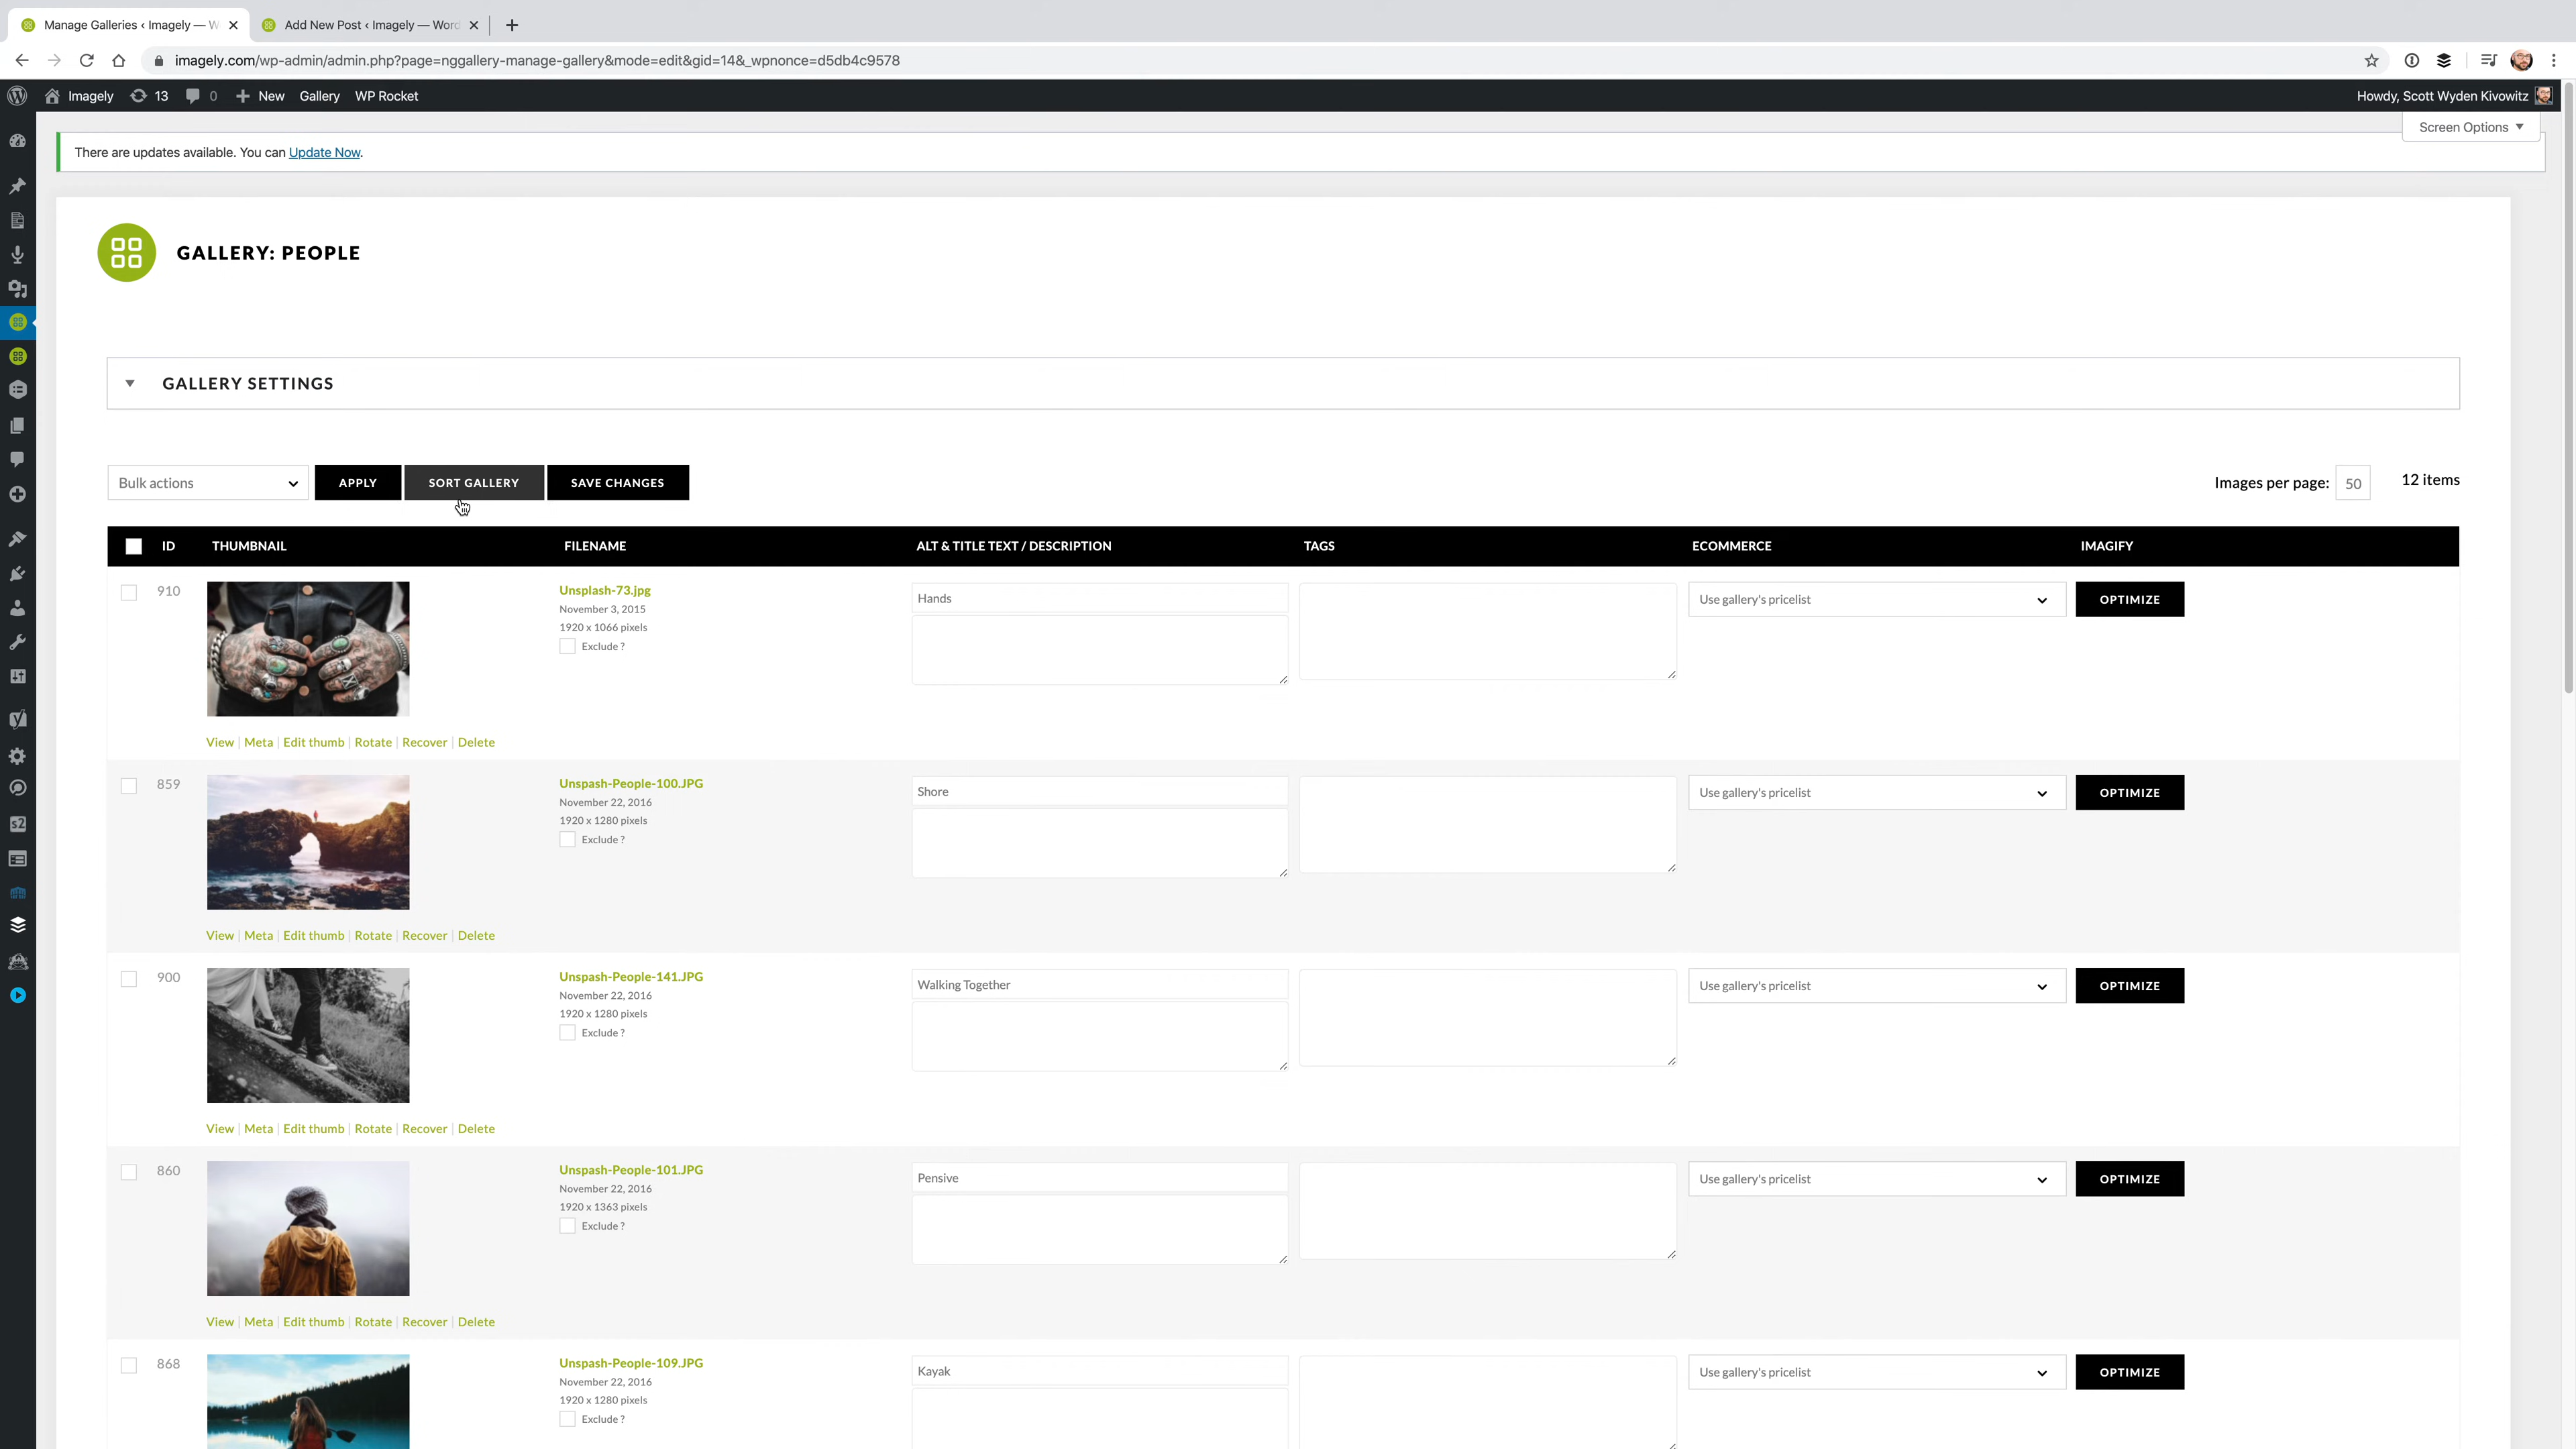 Manage Galleries ‹ Imagely — W
Add New Post ‹ Imagely — Word
imagely.com/wp-admin/admin.php?page=nggallery-manage-gallery&mode=edit&gid=14&_wpnonce=d5db4c9578
Imagely 13 0 New Gallery WP Rocket Howdy, Scott Wyden Kivowitz
Screen Options
There are updates available. You can Update Now.
GALLERY: PEOPLE
GALLERY SETTINGS
Bulk actions APPLY SORT GALLERY SAVE CHANGES Images per page: 50 12 items
ID THUMBNAIL FILENAME ALT & TITLE TEXT / DESCRIPTION TAGS ECOMMERCE IMAGIFY
910 Unsplash-73.jpg Hands Use gallery's pricelist OPTIMIZE
November 3, 2015
1920 x 1066 pixels
Exclude ?
View | Meta | Edit thumb | Rotate | Recover | Delete
859 Unspash-People-100.JPG Shore Use gallery's pricelist OPTIMIZE
November 22, 2016
1920 x 1280 pixels
Exclude ?
View | Meta | Edit thumb | Rotate | Recover | Delete
900 Unspash-People-141.JPG Walking Together Use gallery's pricelist OPTIMIZE
November 22, 2016
1920 x 1280 pixels
Exclude ?
View | Meta | Edit thumb | Rotate | Recover | Delete
860 Unspash-People-101.JPG Pensive Use gallery's pricelist OPTIMIZE
November 22, 2016
1920 x 1363 pixels
Exclude ?
View | Meta | Edit thumb | Rotate | Recover | Delete
868 Unspash-People-109.JPG Kayak Use gallery's pricelist OPTIMIZE
November 22, 2016
1920 x 1280 pixels
Exclude ?